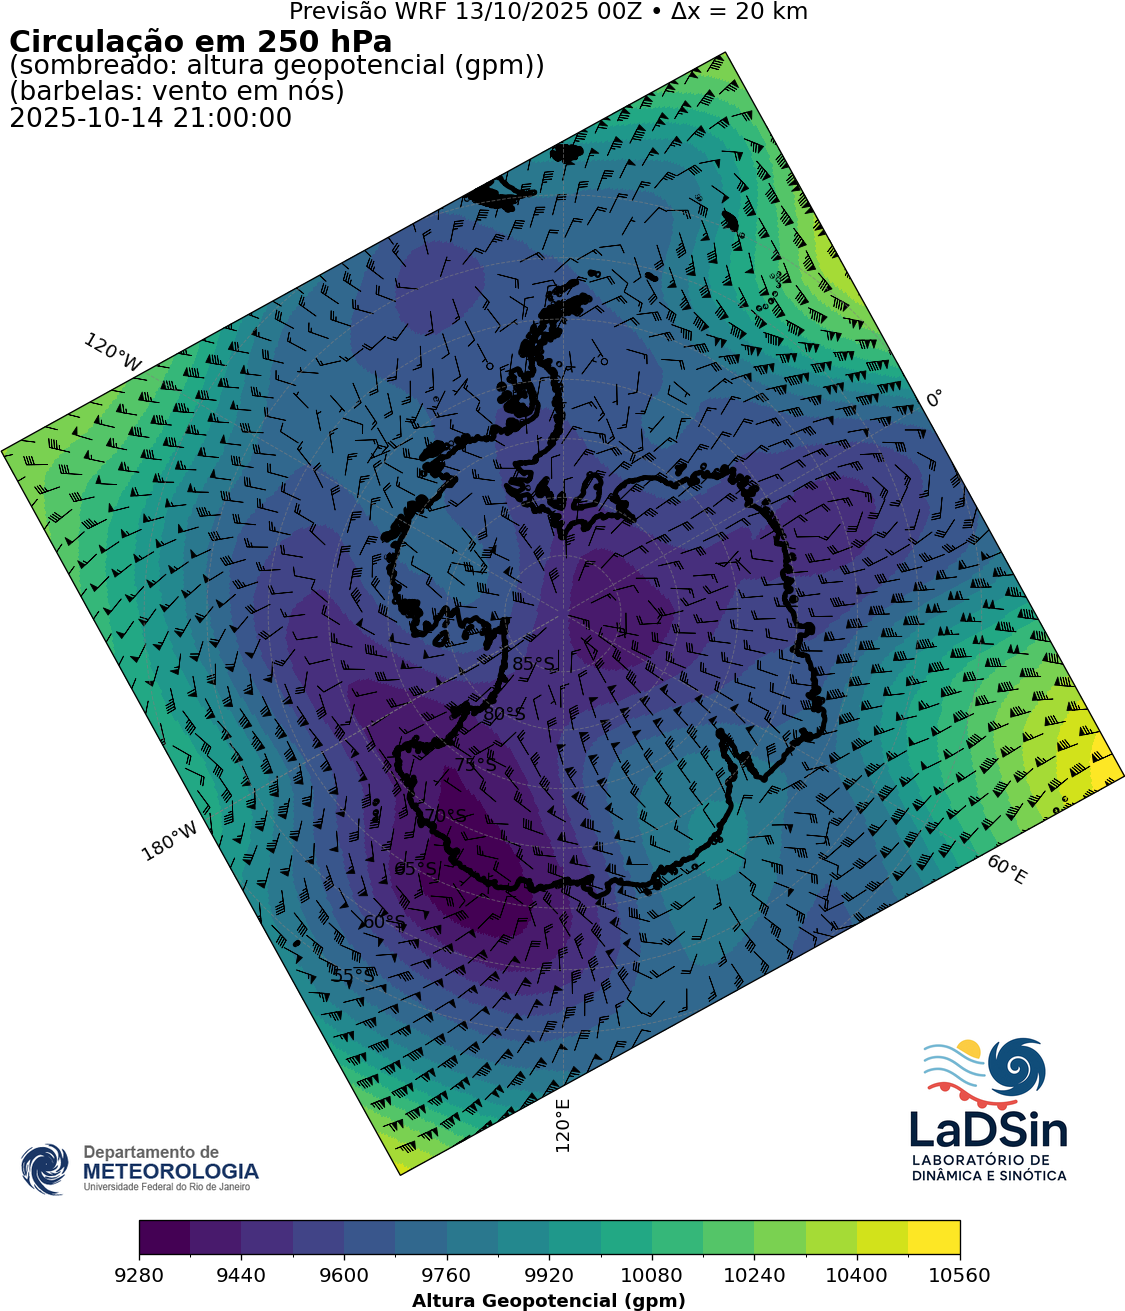 Previsão WRF 13/10/2025 00Z • Δx = 20 km
Circulação em 250 hPa
(sombreado: altura geopotencial (gpm))
(barbelas: vento em nós)
2025-10-14 21:00:00
120°W
0°
85°S
80°S
75°S
70°S
180°W
65°S
60°E
60°S
55°S
120°E
LaDSin
LABORATÓRIO DE
DINÂMICA E SINÓTICA
Departamento de
METEOROLOGIA
Universidade Federal do Rio de Janeiro
9280 9440 9600 9760 9920 10080 10240 10400 10560
Altura Geopotencial (gpm)